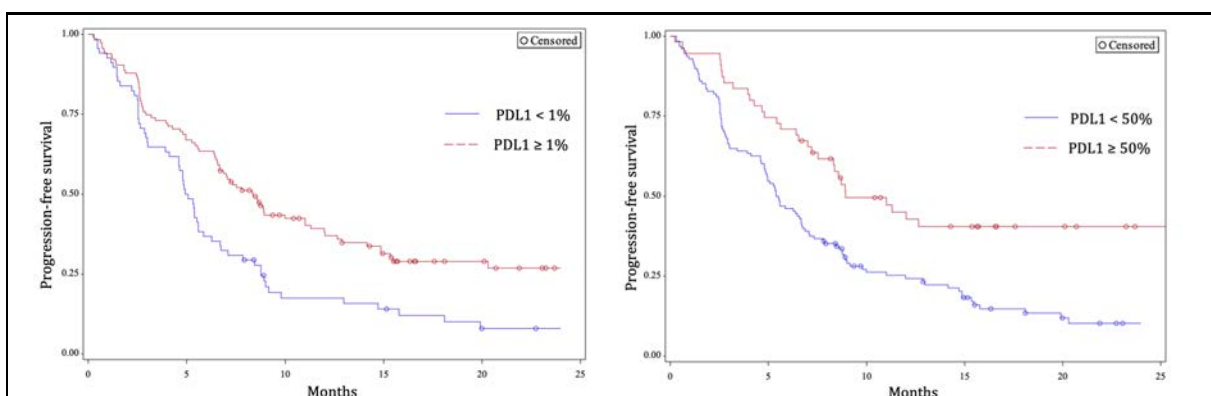 1.00
0.75
0.50
0.25
0.00
Progression-free survival
Censored
PDL1 < 1%
PDL1 ≥ 1%
0 5 10 15 20 25
Months
1.00
0.75
0.50
0.25
0.00
Progression-free survival
Censored
PDL1 < 50%
PDL1 ≥ 50%
0 5 10 15 20 25
Months